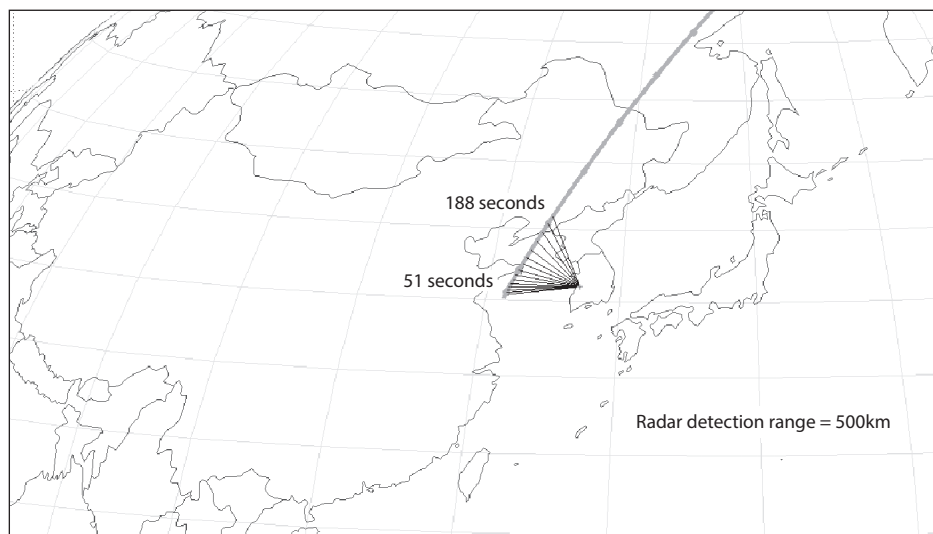 188 seconds
51 seconds
Radar detection range = 500km